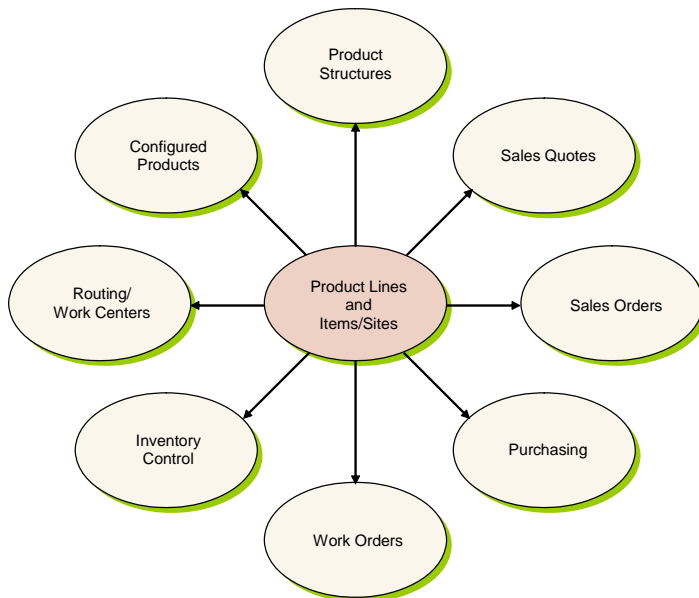 Product
Structures
Configured
Products
Sales Quotes
Routing/
Work Centers
Product Lines
and
Items/Sites
Sales Orders
Inventory
Control
Purchasing
Work Orders